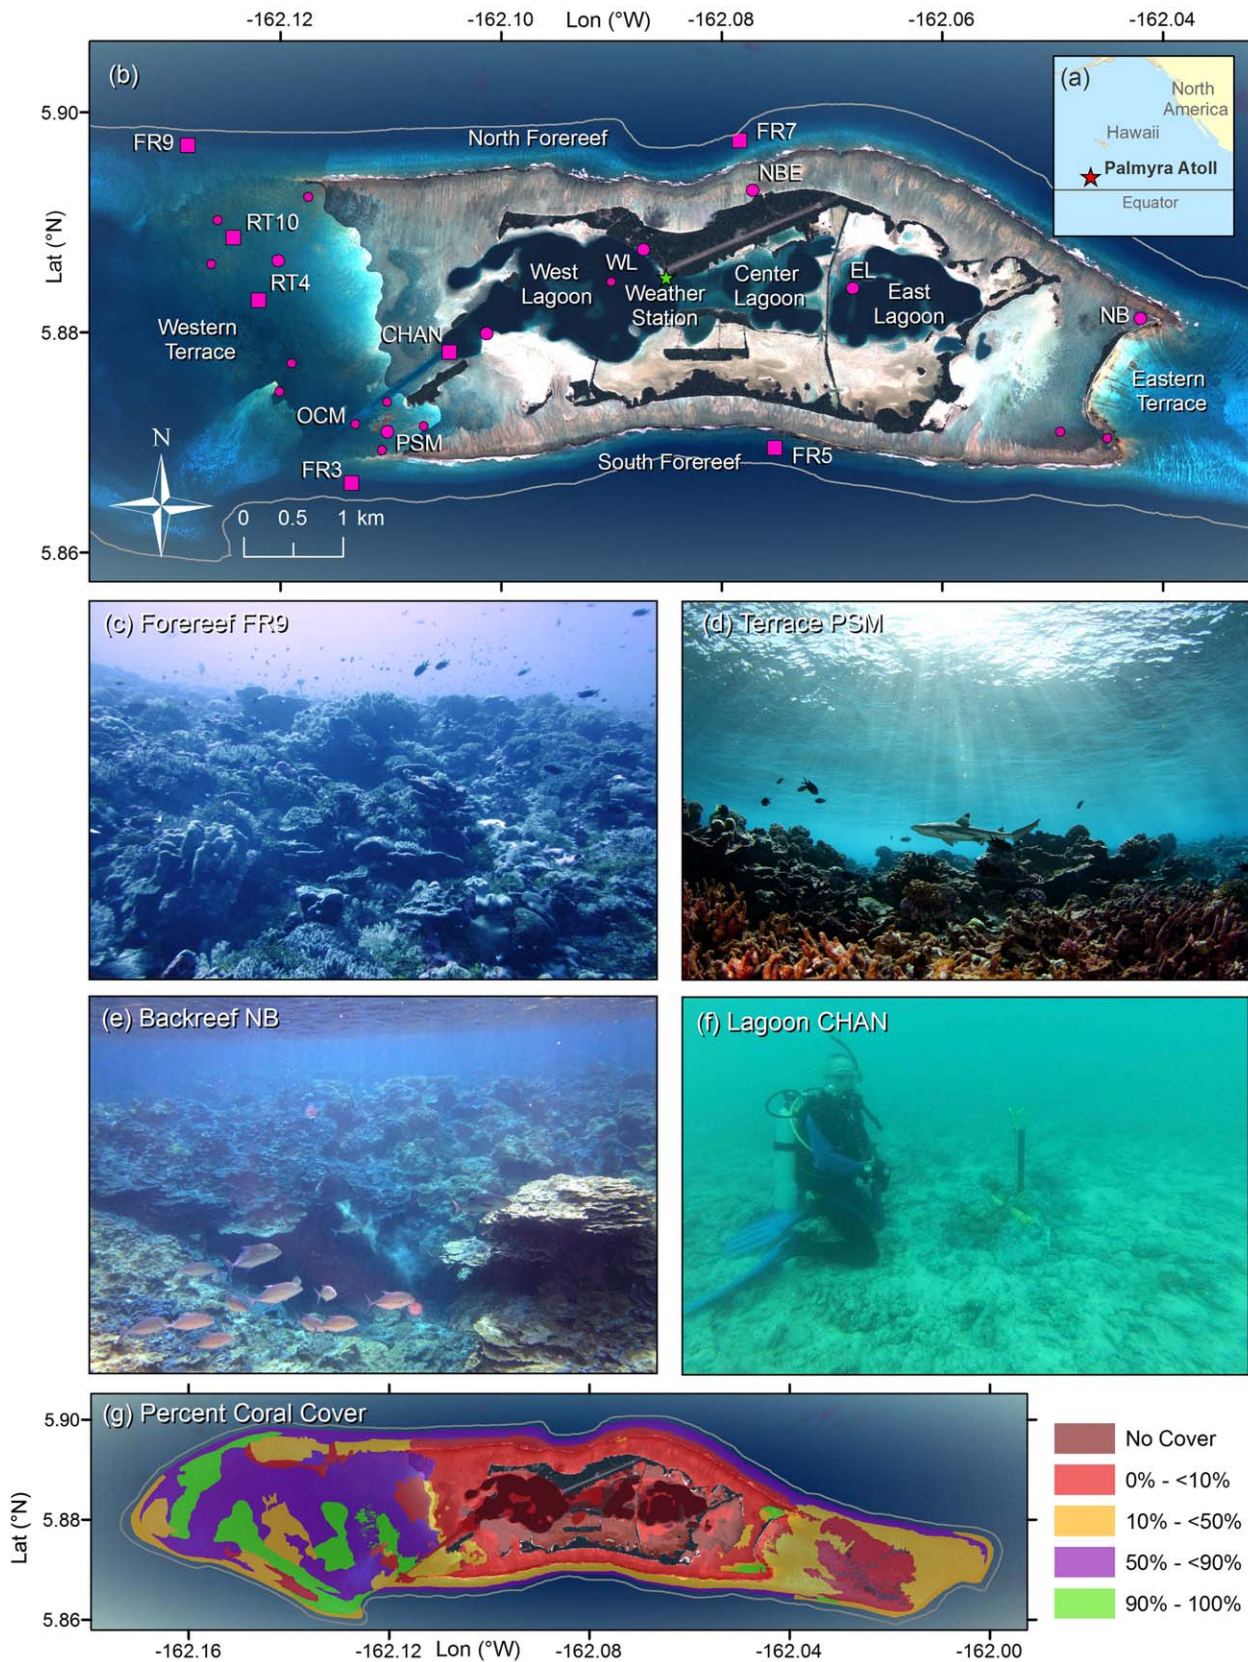 -162.12 -162.10 Lon (°W) -162.08 -162.06 -162.04
(b)
(a)
North
America
Hawaii
Palmyra Atoll
Equator
5.90
Lat (°N)
5.88
5.86
FR9
North Forereef
FR7
NBE
RT10
RT4
Western
Terrace
WL
West
Lagoon
Weather
Station
Center
Lagoon
EL
East
Lagoon
NB
Eastern
Terrace
CHAN
OCM
PSM
FR3
South Forereef
FR5
N
0 0.5 1 km
(c) Forereef FR9
(d) Terrace PSM
(e) Backreef NB
(f) Lagoon CHAN
(g) Percent Coral Cover
5.90
Lat (°N)
5.88
5.86
-162.16 -162.12 Lon (°W) -162.08 -162.04 -162.00
No Cover
0% - <10%
10% - <50%
50% - <90%
90% - 100%